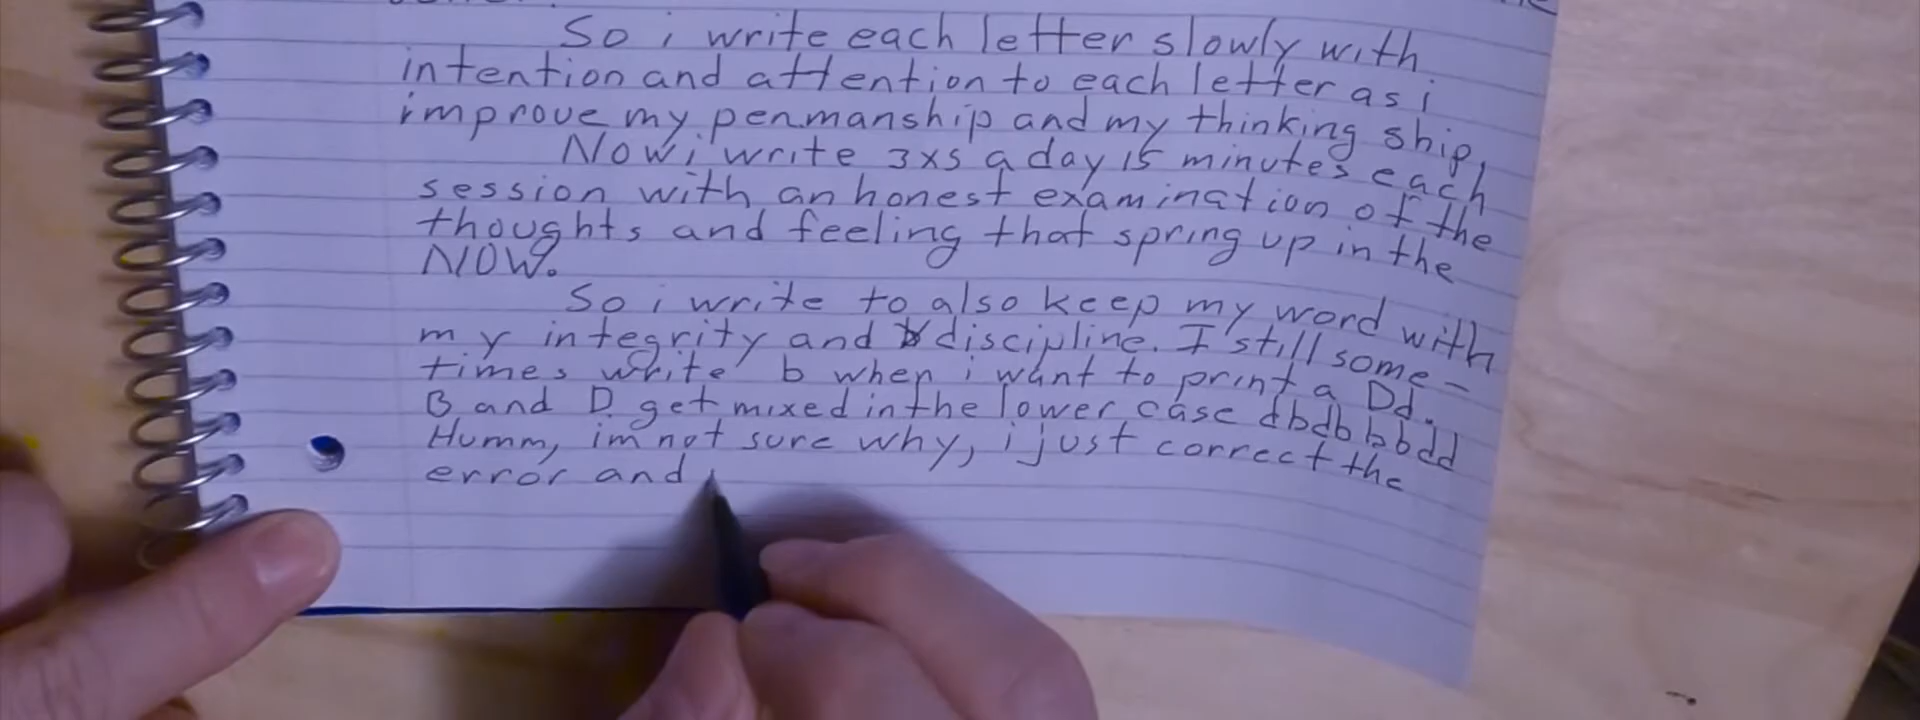 So i write each letter slowly with
intention and attention to each letter as i
improve my penmanship and my thinking ship,
Now i write 3xs a day 15 minutes each
session with an honest examination of the
thoughts and feeling that spring up in the
NOW.
So i write to also keep my word with
my integrity and discipline. I still some-
times write b when i want to print a Dd.
B and D get mixed in the lower case dbdbbbdd
Humm, im not sure why, i just correct the
error and